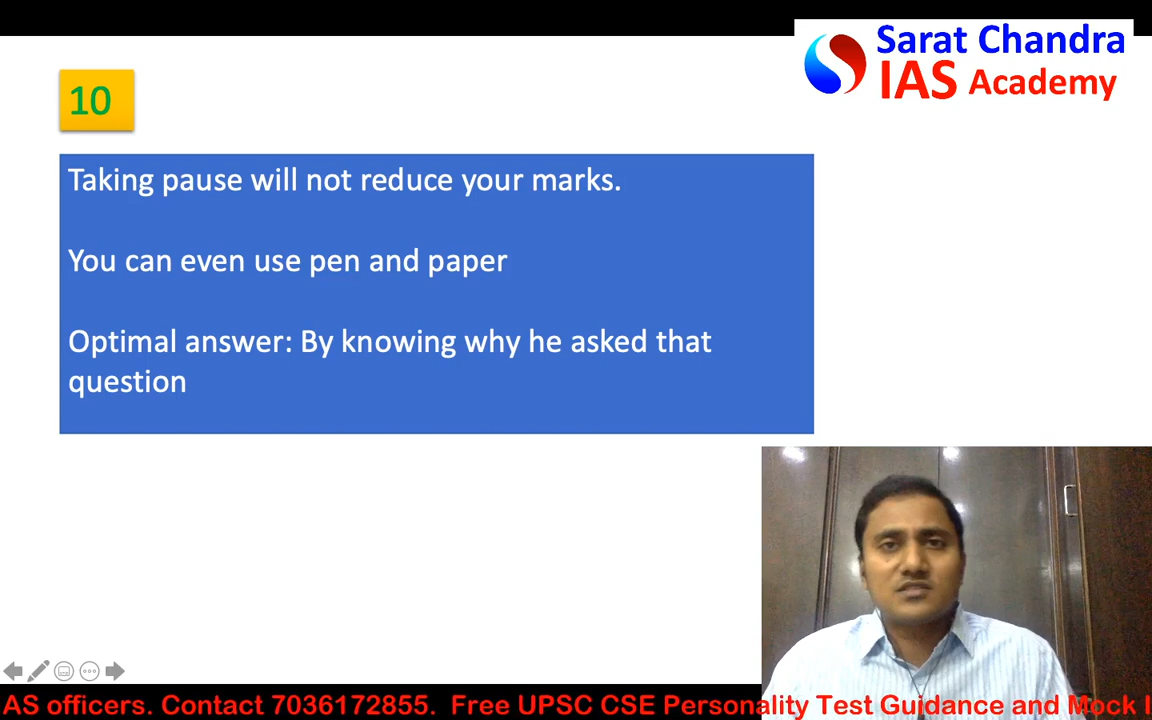 Sarat Chandra
IAS Academy
10
Taking pause will not reduce your marks.
You can even use pen and paper
Optimal answer: By knowing why he asked that
question
AS officers. Contact 7036172855. Free UPSC CSE Personality Test Guidance and Mock I